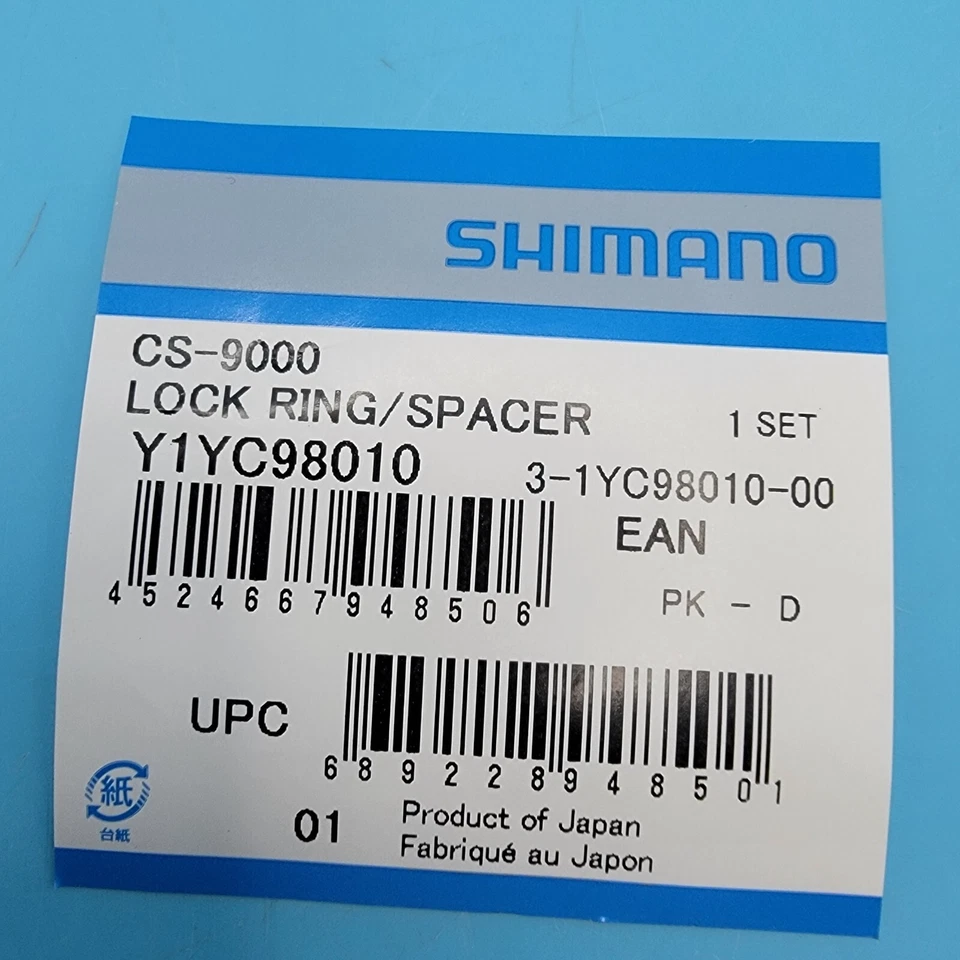 SHIMANO
CS-9000
LOCK RING/SPACER 1 SET
Y1YC98010 3-1YC98010-00
EAN
4524667948506
PK - D
UPC
689228948501
紙
台紙
01 Product of Japan
Fabriqué au Japon